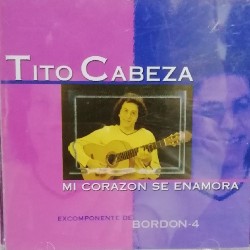 TITO CABEZA
MI CORAZON SE ENAMORA
EXCOMPONENTE DE BORDON-4